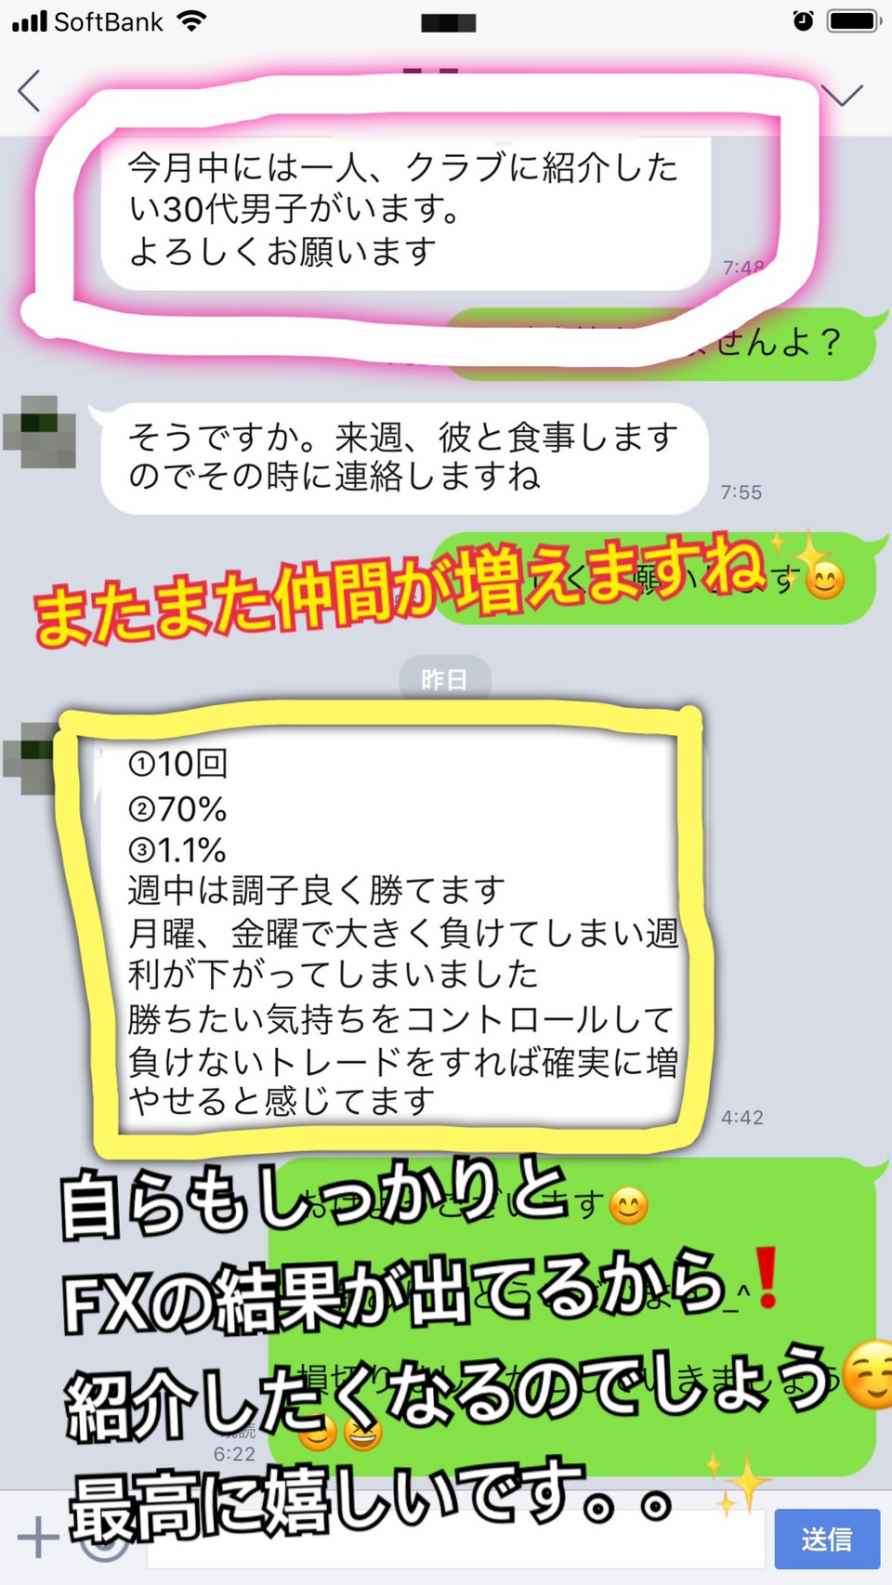 SoftBank
今月中には一人、クラブに紹介した
い30代男子がいます。
よろしくお願います
7:48
せんよ？
そうですか。来週、彼と食事します
のでその時に連絡しますね
7:55
またまた仲間が増えますね✨😊
昨日
①10回
②70%
③1.1%
週中は調子良く勝てます
月曜、金曜で大きく負けてしまい週
利が下がってしまいました
勝ちたい気持ちをコントロールして
負けないトレードをすれば確実に増
やせると感じてます
4:42
自らもしっかりと
FXの結果が出てるから❗
紹介したくなるのでしょう☺️
6:22
最高に嬉しいです。。✨
送信